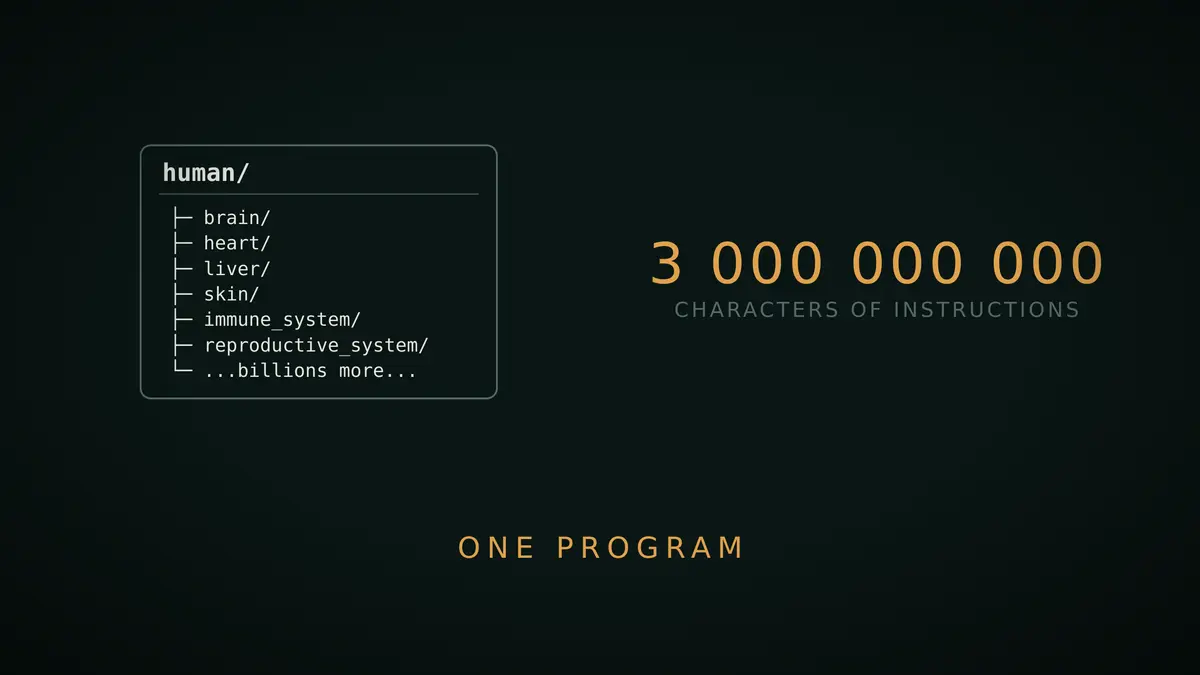 human/
├─ brain/
├─ heart/
├─ liver/
├─ skin/
├─ immune_system/
├─ reproductive_system/
└─ ...billions more...
3 000 000 000
CHARACTERS OF INSTRUCTIONS
ONE PROGRAM